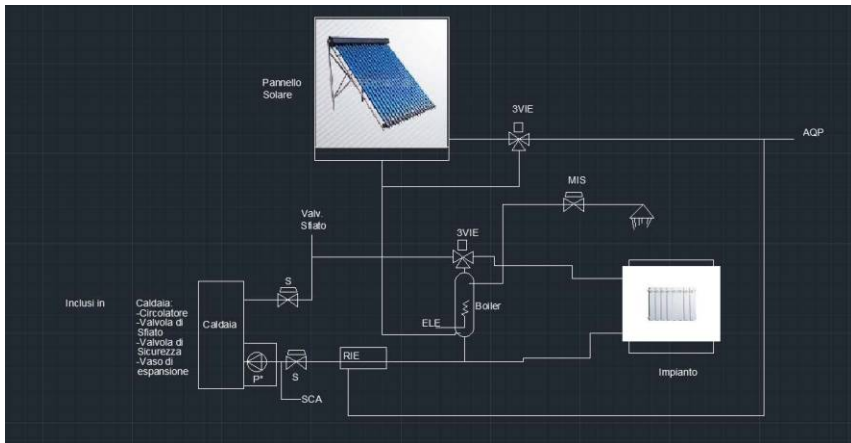 Pannello
Solare
3VIE
AQP
MIS
Valv.
Sfiato
3VIE
S
Inclusi in
Caldaia:
-Circolatore
-Valvola di
Sfiato
-Valvola di
Sicurezza
-Vaso di
espansione
Caldaia
Boiler
ELE
RIE
P*
S
SCA
Impianto